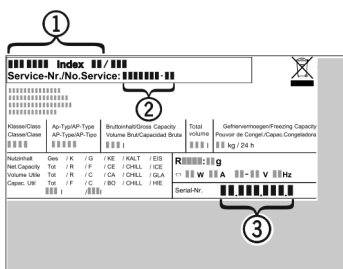 1
Index /
Service-Nr./No.Service: -
2
Klasse/Class Ap-Typ/AP-Type Bruttoinhalt/Gross Capacity Total Gefriervermoegen/Freezing Capacity
Classe/Clase AP-Type/AP-Tipo Volume Brut/Capacidad Bruta volume Pouvoir de Congel./Capac.Congeladora
l l kg / 24 h
Nutzinhalt Ges / K / G / KE / KALT / EIS
Net.Capacity Tot / R / F / CE / CHILL / ICE
Volume Utile Tot / R / C / CA / CHILL / GLA
Capac. Util Tot / F / C / BO / CHILL / HIE
l / l
R : g
W A - V Hz
Serial-Nr. . . .
3